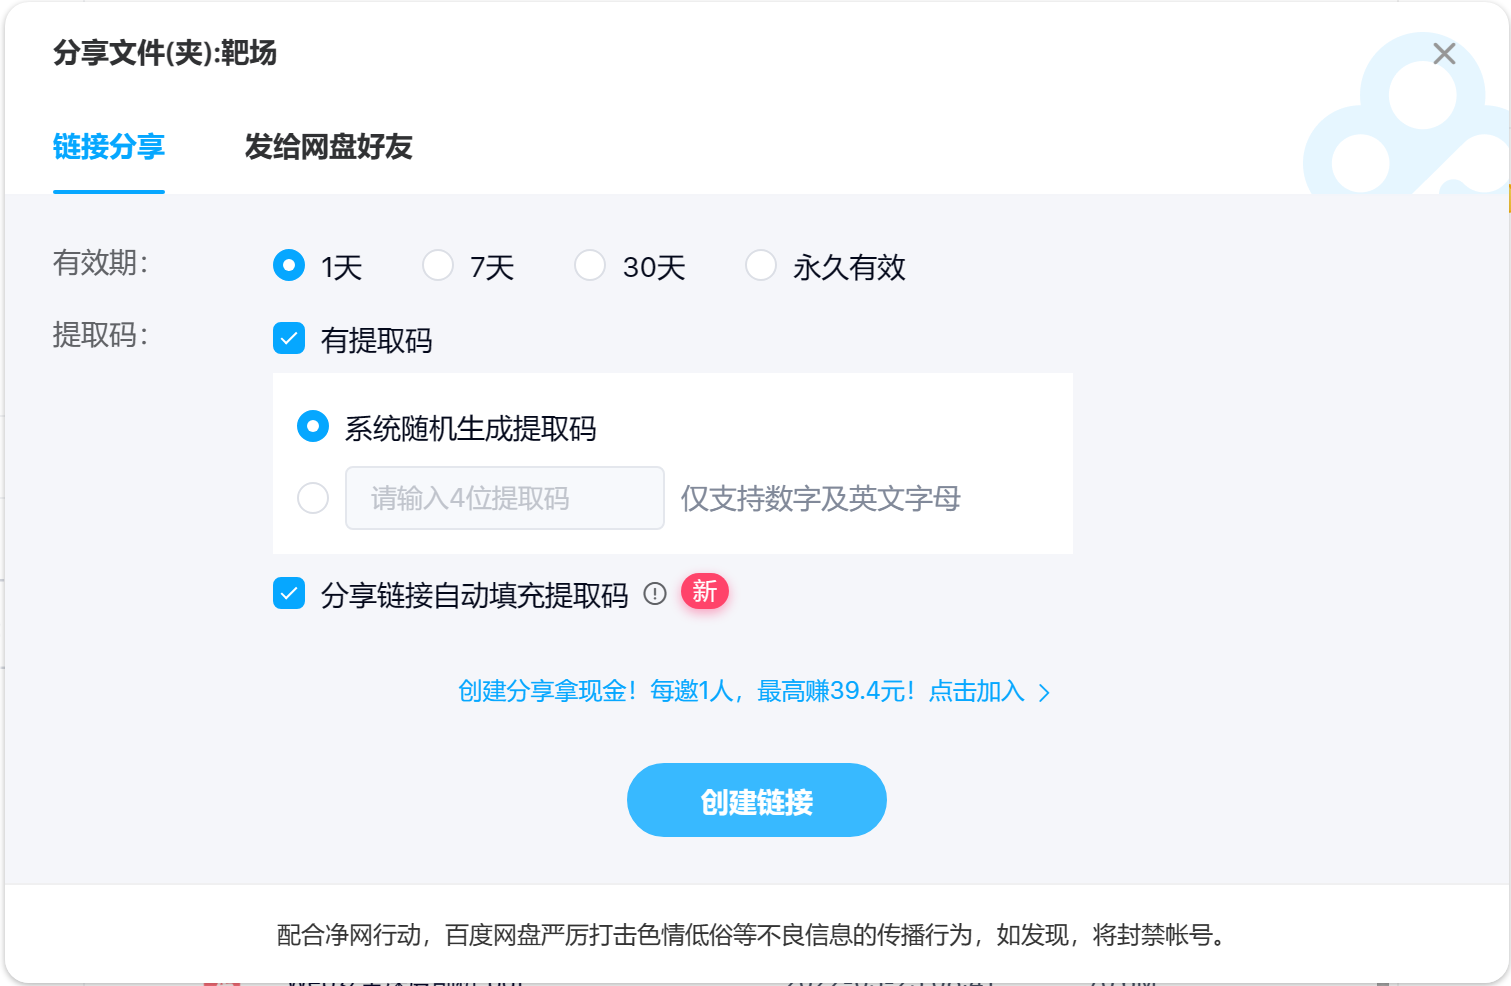 分享文件(夹):靶场
链接分享 发给网盘好友
有效期： 1天 7天 30天 永久有效
提取码： 有提取码
系统随机生成提取码
请输入4位提取码 仅支持数字及英文字母
分享链接自动填充提取码 新
创建分享拿现金！每邀1人，最高赚39.4元！点击加入
创建链接
配合净网行动，百度网盘严厉打击色情低俗等不良信息的传播行为，如发现，将封禁帐号。